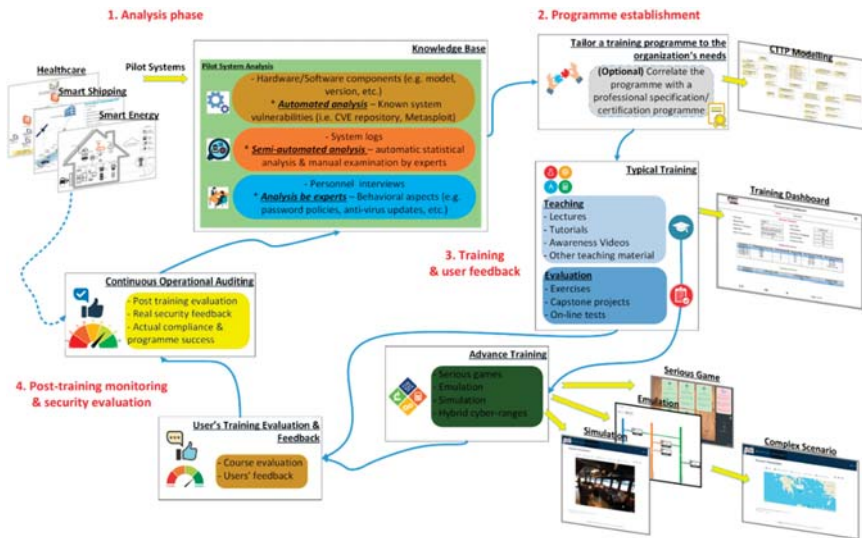 1. Analysis phase
2. Programme establishment
Knowledge Base
Tailor a training programme to the
organization's needs
CTTP Modelling
Healthcare
Pilot Systems
Pilot System Analysis
Smart Shipping
Smart Energy
- Hardware/Software components (e.g. model,
version, etc.)
* Automated analysis – Known system
vulnerabilities (i.e. CVE repository, Metasploit)
(Optional) Correlate the
programme with a
professional specification/
certification programme
- System logs
* Semi-automated analysis – automatic statistical
analysis & manual examination by experts
- Personnel interviews
* Analysis be experts – Behavioral aspects (e.g.
password policies, anti-virus updates, etc.)
Typical Training
Teaching
- Lectures
- Tutorials
- Awareness Videos
- Other teaching material
Training Dashboard
3. Training
& user feedback
Evaluation
- Exercises
- Capstone projects
- On-line tests
Continuous Operational Auditing
- Post training evaluation
- Real security feedback
- Actual compliance &
programme success
Advance Training
- Serious games
- Emulation
- Simulation
- Hybrid cyber-ranges
4. Post-training monitoring
& security evaluation
Serious Game
Emulation
Simulation
Complex Scenario
User's Training Evaluation &
Feedback
- Course evaluation
- Users' feedback